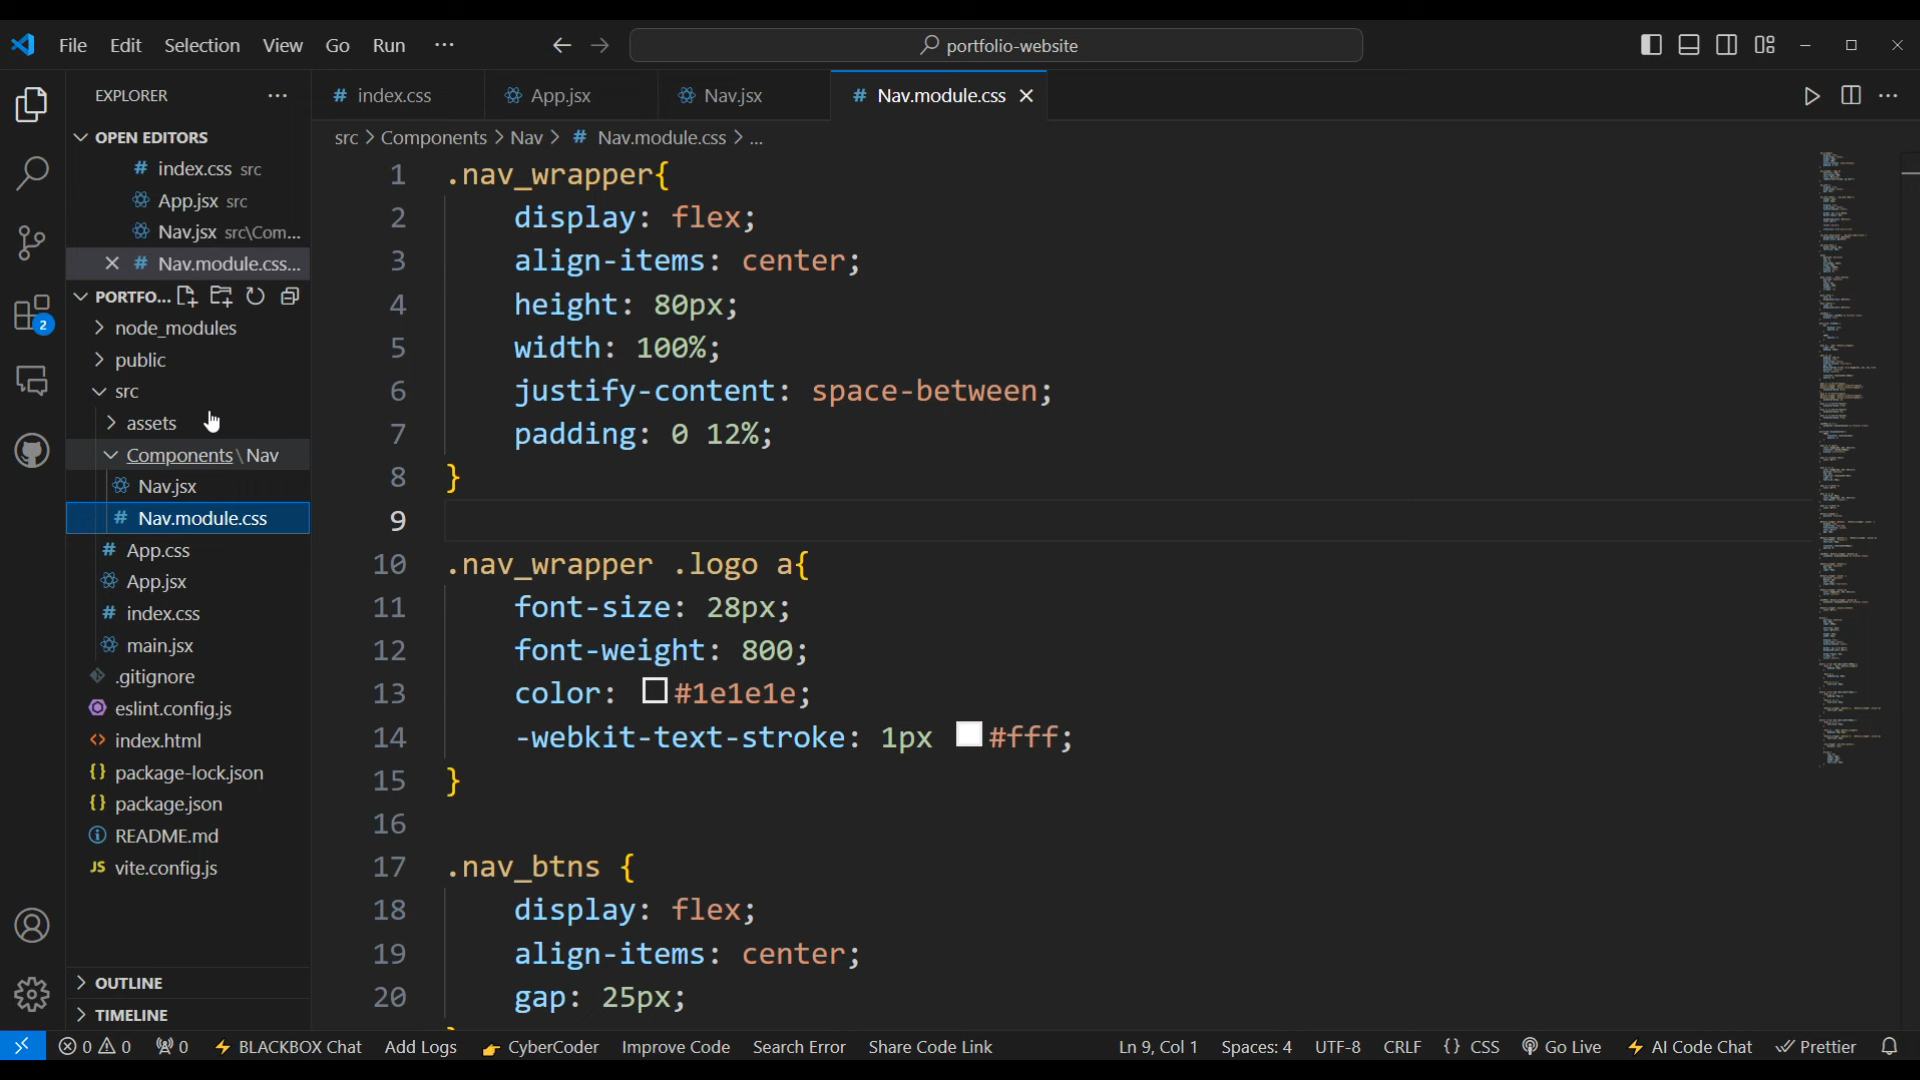 File Edit Selection View Go Run ··· portfolio-website
EXPLORER ···
OPEN EDITORS
# index.css src
App.jsx src
Nav.jsx src\Com...
# Nav.module.css...
PORTFO...
node_modules
public
src
assets
Components\Nav
Nav.jsx
# Nav.module.css
# App.css
App.jsx
# index.css
main.jsx
.gitignore
eslint.config.js
<> index.html
{} package-lock.json
{} package.json
README.md
JS vite.config.js
OUTLINE
TIMELINE
2
# index.css App.jsx Nav.jsx # Nav.module.css
src > Components > Nav > # Nav.module.css > ...
1 .nav_wrapper{
2 display: flex;
3 align-items: center;
4 height: 80px;
5 width: 100%;
6 justify-content: space-between;
7 padding: 0 12%;
8 }
9
10 .nav_wrapper .logo a{
11 font-size: 28px;
12 font-weight: 800;
13 color: #1e1e1e;
14 -webkit-text-stroke: 1px #fff;
15 }
16
17 .nav_btns {
18 display: flex;
19 align-items: center;
20 gap: 25px;
0 0 0 BLACKBOX Chat Add Logs CyberCoder Improve Code Search Error Share Code Link Ln 9, Col 1 Spaces: 4 UTF-8 CRLF {} CSS Go Live AI Code Chat Prettier